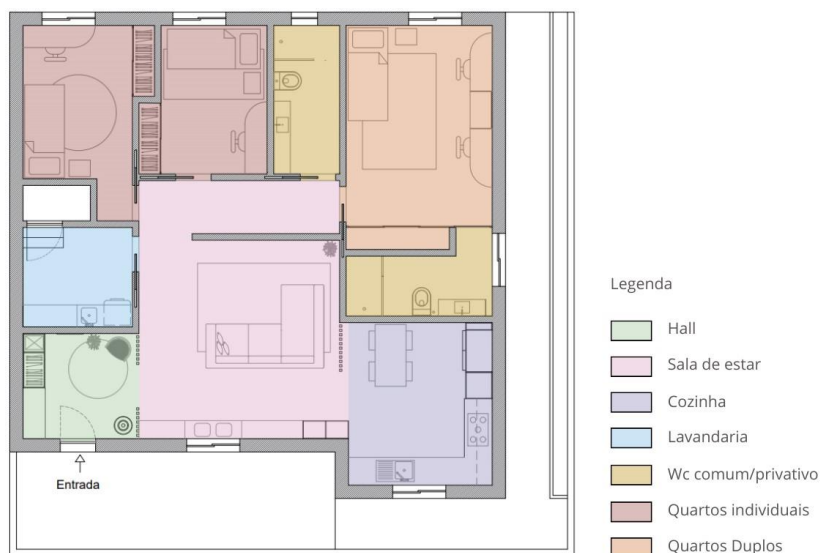 Entrada
Legenda
Hall
Sala de estar
Cozinha
Lavandaria
Wc comum/privativo
Quartos individuais
Quartos Duplos